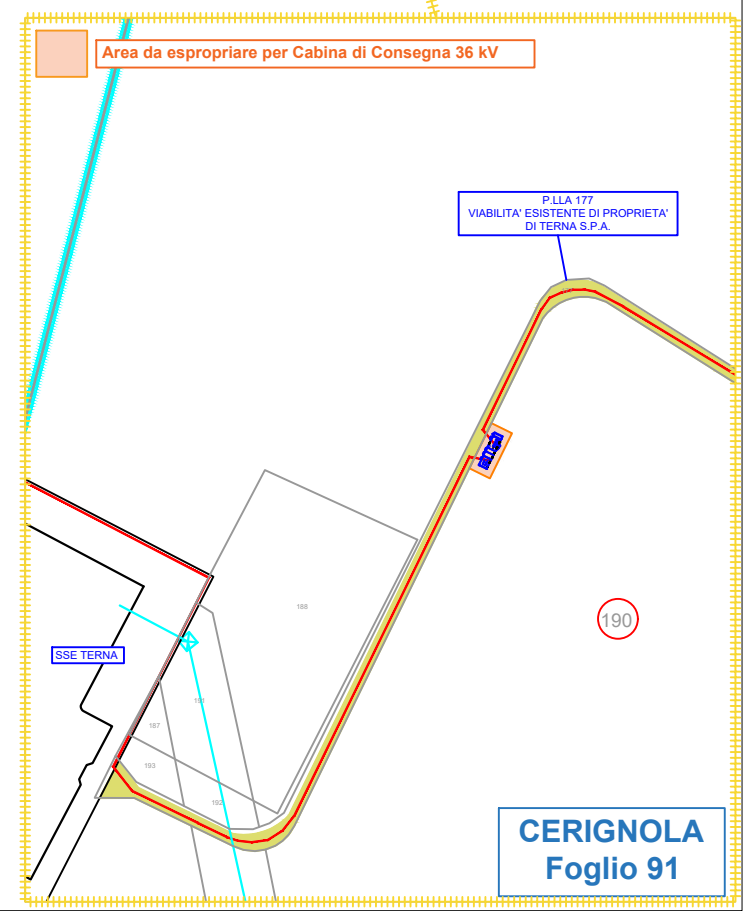 Area da espropriare per Cabina di Consegna 36 kV
P.LLA 177
VIABILITA' ESISTENTE DI PROPRIETA'
DI TERNA S.P.A.
188
190
SSE TERNA
191
187
193
192
CERIGNOLA
Foglio 91